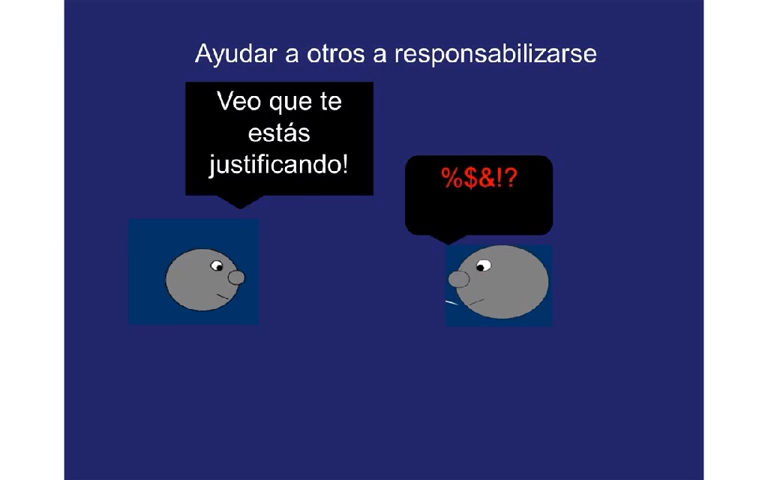 Ayudar a otros a responsabilizarse
Veo que te
estás
justificando!
%$&!?